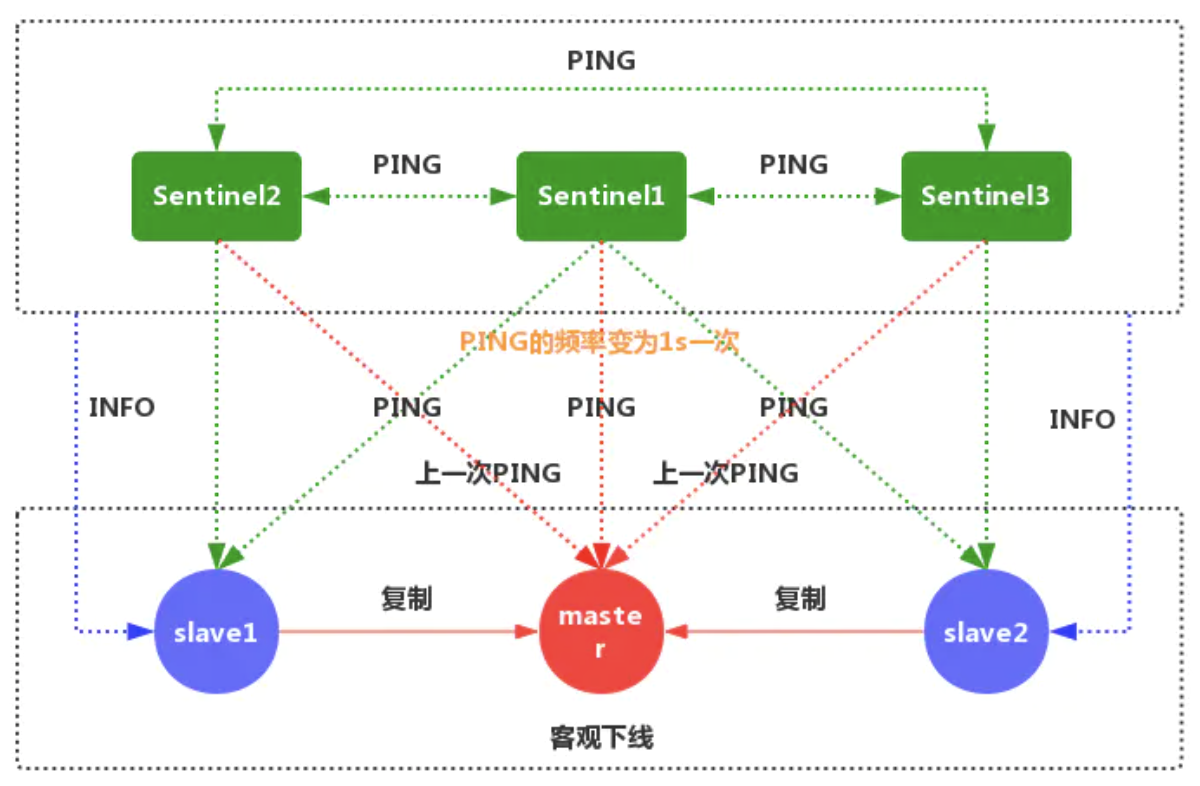 PING
PING
PING
Sentinel2
Sentinel1
Sentinel3
PING的频率变为1s一次
INFO
PING
PING
PING
INFO
上一次PING
上一次PING
复制
复制
slave1
maste
r
slave2
客观下线